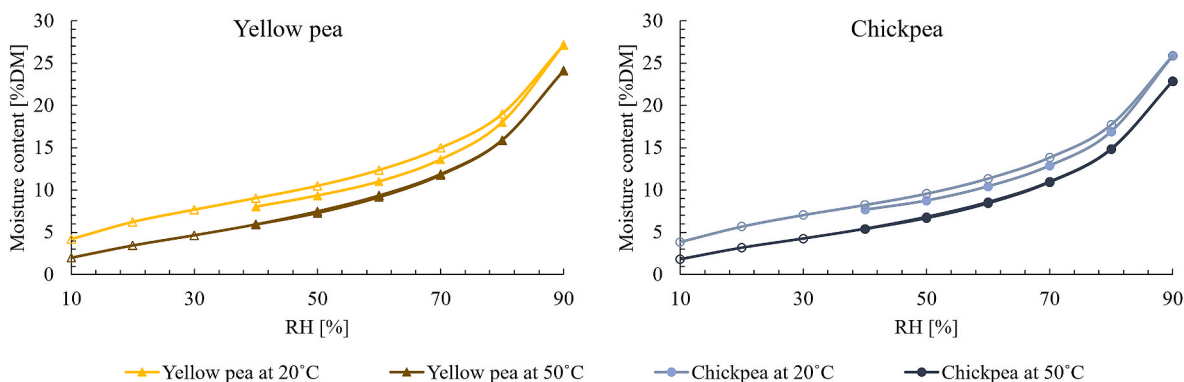 Yellow pea
Moisture content [%DM]
30
25
20
15
10
5
0
10
30
50
70
90
RH [%]
Chickpea
Moisture content [%DM]
30
25
20
15
10
5
0
10
30
50
70
90
RH [%]
Yellow pea at 20˚C
Yellow pea at 50˚C
Chickpea at 20˚C
Chickpea at 50˚C